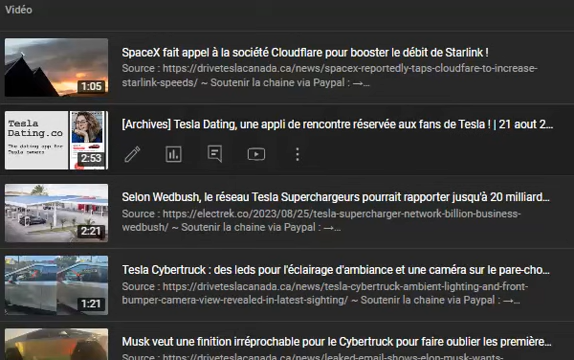 Vidéo
SpaceX fait appel à la société Cloudflare pour booster le débit de Starlink !
Source : https://driveteslacanada.ca/news/spacex-reportedly-taps-cloudfare-to-increase-
starlink-speeds/ ~ Soutenir la chaine via Paypal : →...
1:05
[Archives] Tesla Dating, une appli de rencontre réservée aux fans de Tesla ! | 21 aout 2...
Tesla
Dating.co
The dating app for
Tesla owners
2:53
Selon Wedbush, le réseau Tesla Superchargeurs pourrait rapporter jusqu'à 20 milliard...
Source : https://electrek.co/2023/08/25/tesla-supercharger-network-billion-business-
wedbush/ ~ Soutenir la chaine via Paypal : →...
2:21
Tesla Cybertruck : des leds pour l'éclairage d'ambiance et une caméra sur le pare-cho...
Source : https://driveteslacanada.ca/news/tesla-cybertruck-ambient-lighting-and-front-
bumper-camera-view-revealed-in-latest-sighting/ ~ Soutenir la chaine via Paypal : →...
1:21
Musk veut une finition irréprochable pour le Cybertruck pour faire oublier les première...
Source : https://driveteslacanada.ca/news/leaked-email-shows-elon-musk-wants-